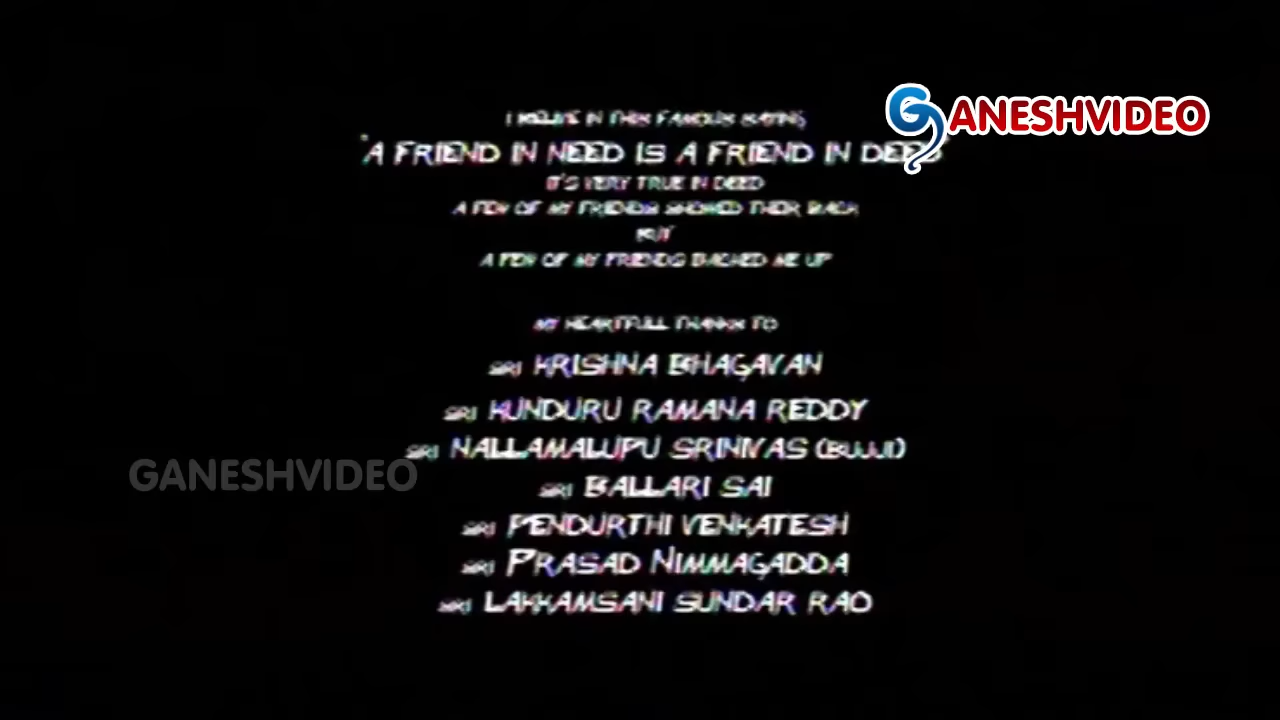 I BELIVE IN THIS FAMOUS SAYING
GANESHVIDEO
"A FRIEND IN NEED IS A FRIEND IN DEED
IT'S VERY TRUE IN DEED
A FEW OF MY FRIENDS SHOWED THEIR BACK
BUT
A FEW OF MY FRIENDS BACKED ME UP
MY HEARTFULL THANKS TO
SRI KRISHNA BHAGAVAN
SRI KUNDURU RAMANA REDDY
SRI NALLAMALUPU SRINIVAS (BUJJI)
GANESHVIDEO
SRI BALLARI SAI
SRI PENDURTHI VENKATESH
SRI PRASAD NIMMAGADDA
SRI LAKKAMSANI SUNDAR RAO